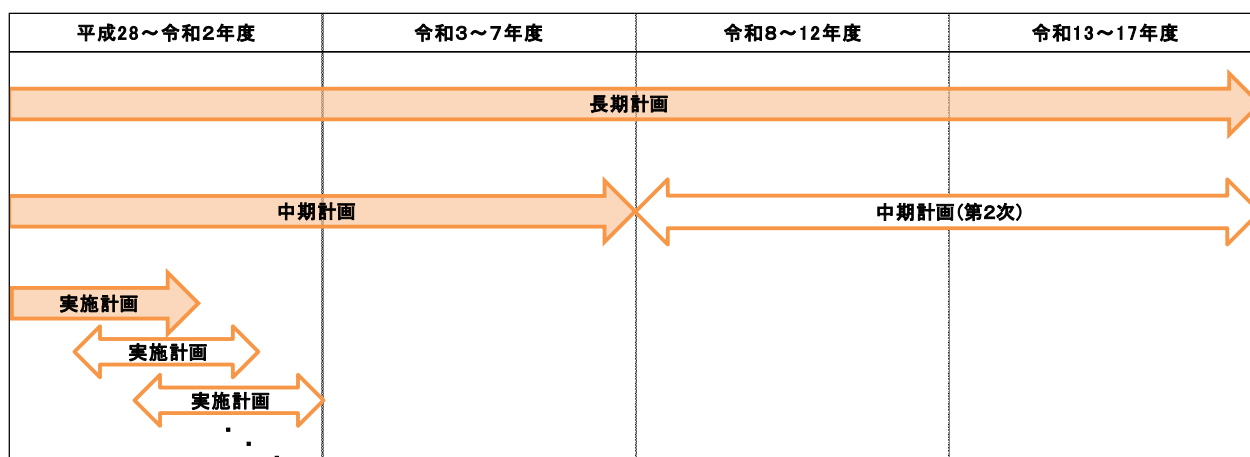 平成28～令和2年度
令和3～7年度
令和8～12年度
令和13～17年度
長期計画
中期計画
中期計画(第2次)
実施計画
実施計画
実施計画